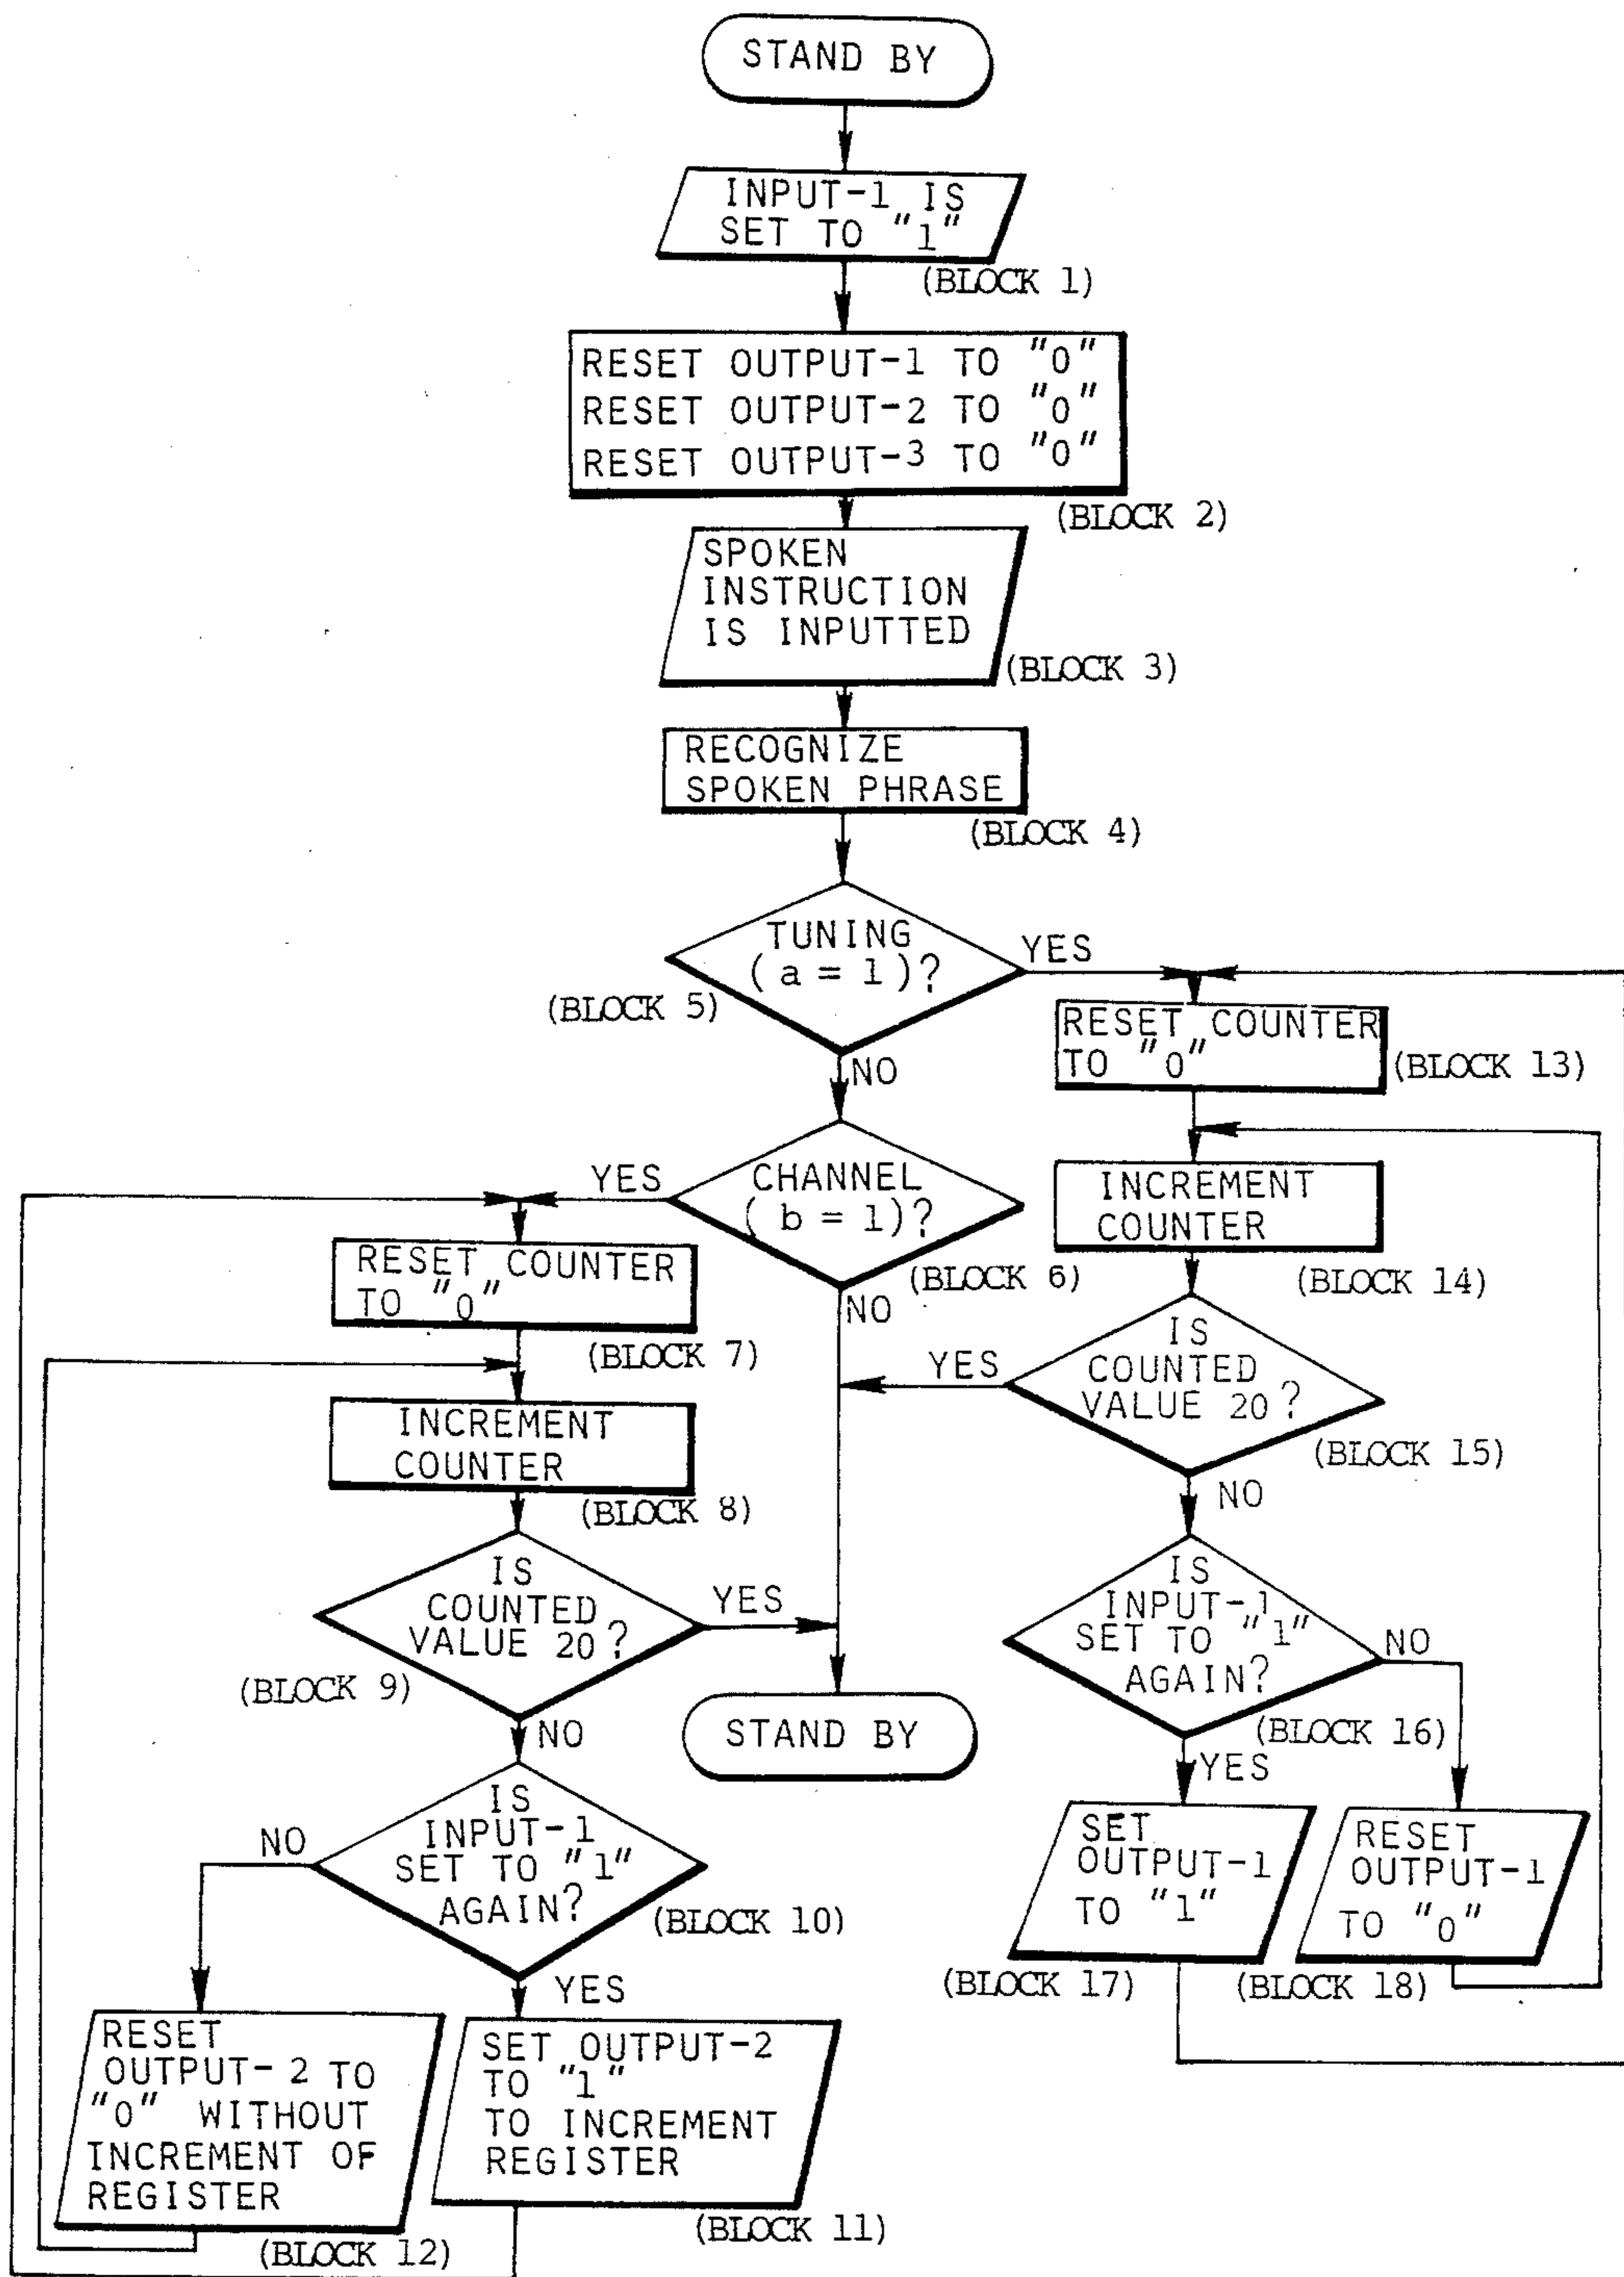 STAND BY
INPUT-1 IS
SET TO "1"
(BLOCK 1)
RESET OUTPUT-1 TO "0"
RESET OUTPUT-2 TO "0"
RESET OUTPUT-3 TO "0"
(BLOCK 2)
SPOKEN
INSTRUCTION
IS INPUTTED
(BLOCK 3)
RECOGNIZE
SPOKEN PHRASE
(BLOCK 4)
TUNING
(a = 1)?
(BLOCK 5)
YES
NO
RESET COUNTER
TO "0"
(BLOCK 13)
CHANNEL
(b = 1)?
(BLOCK 6)
YES
NO
INCREMENT
COUNTER
(BLOCK 14)
RESET COUNTER
TO "0"
(BLOCK 7)
IS
COUNTED
VALUE 20?
(BLOCK 15)
YES
NO
INCREMENT
COUNTER
(BLOCK 8)
IS
COUNTED
VALUE 20?
(BLOCK 9)
YES
NO
IS
INPUT-1
SET TO "1"
AGAIN?
(BLOCK 16)
NO
YES
STAND BY
IS
INPUT-1
SET TO "1"
AGAIN?
(BLOCK 10)
NO
YES
SET
OUTPUT-1
TO "1"
(BLOCK 17)
RESET
OUTPUT-1
TO "0"
(BLOCK 18)
RESET
OUTPUT-2 TO
"0" WITHOUT
INCREMENT OF
REGISTER
(BLOCK 12)
SET OUTPUT-2
TO "1"
TO INCREMENT
REGISTER
(BLOCK 11)